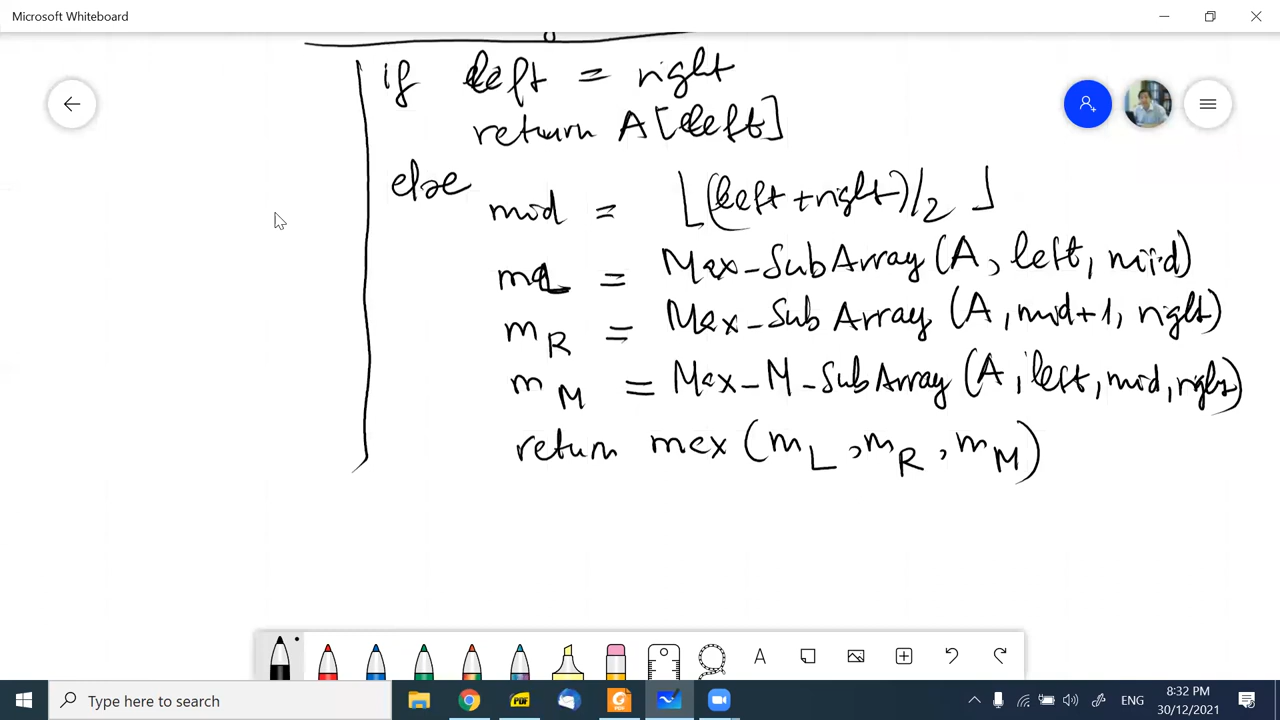 Microsoft Whiteboard
if left = right
return A[left]
else
mid = ⌊(left+right)/2⌋
mL = Max-SubArray(A, left, mid)
mR = Max-SubArray(A, mid+1, right)
mM = Max-M-SubArray(A, left, mid, right)
return max(mL, mR, mM)
A
Type here to search
PDF
ENG
8:32 PM
30/12/2021